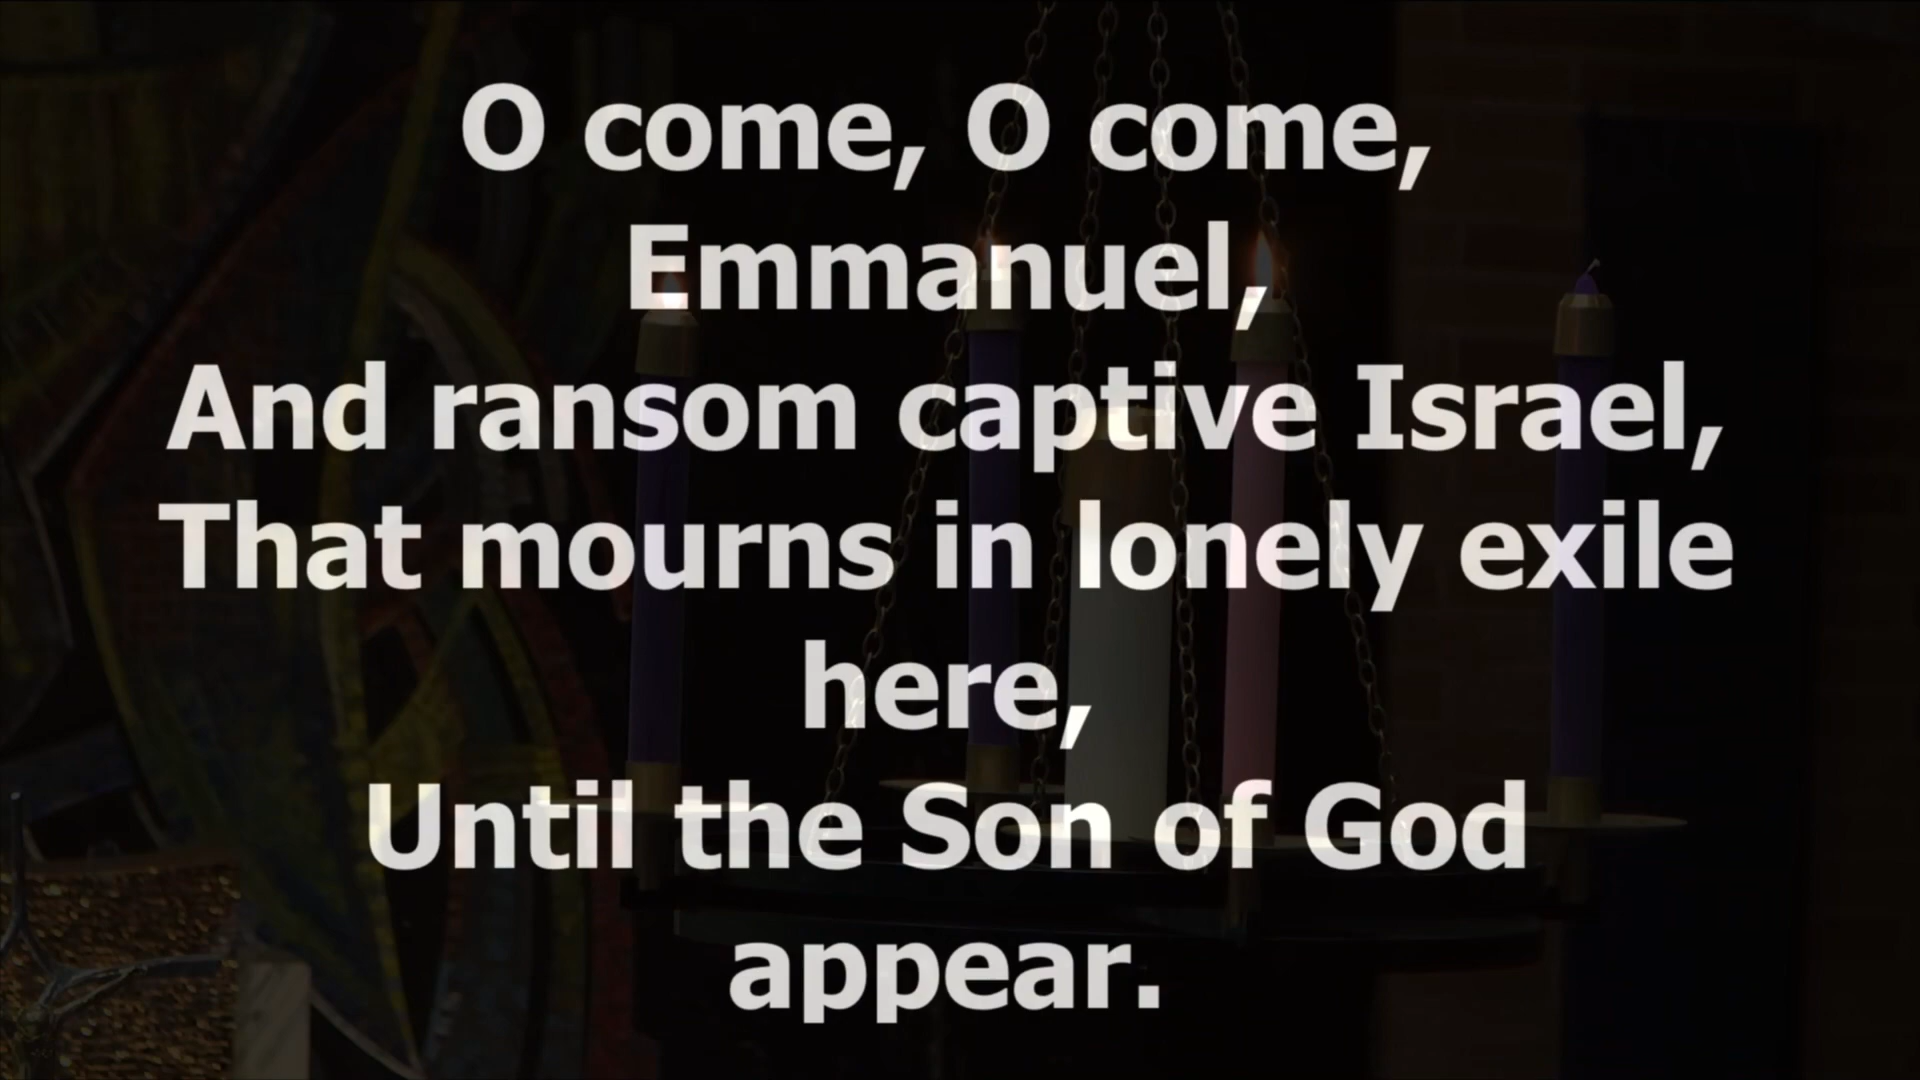 O come, O come,
Emmanuel,
And ransom captive Israel,
That mourns in lonely exile
here,
Until the Son of God
appear.